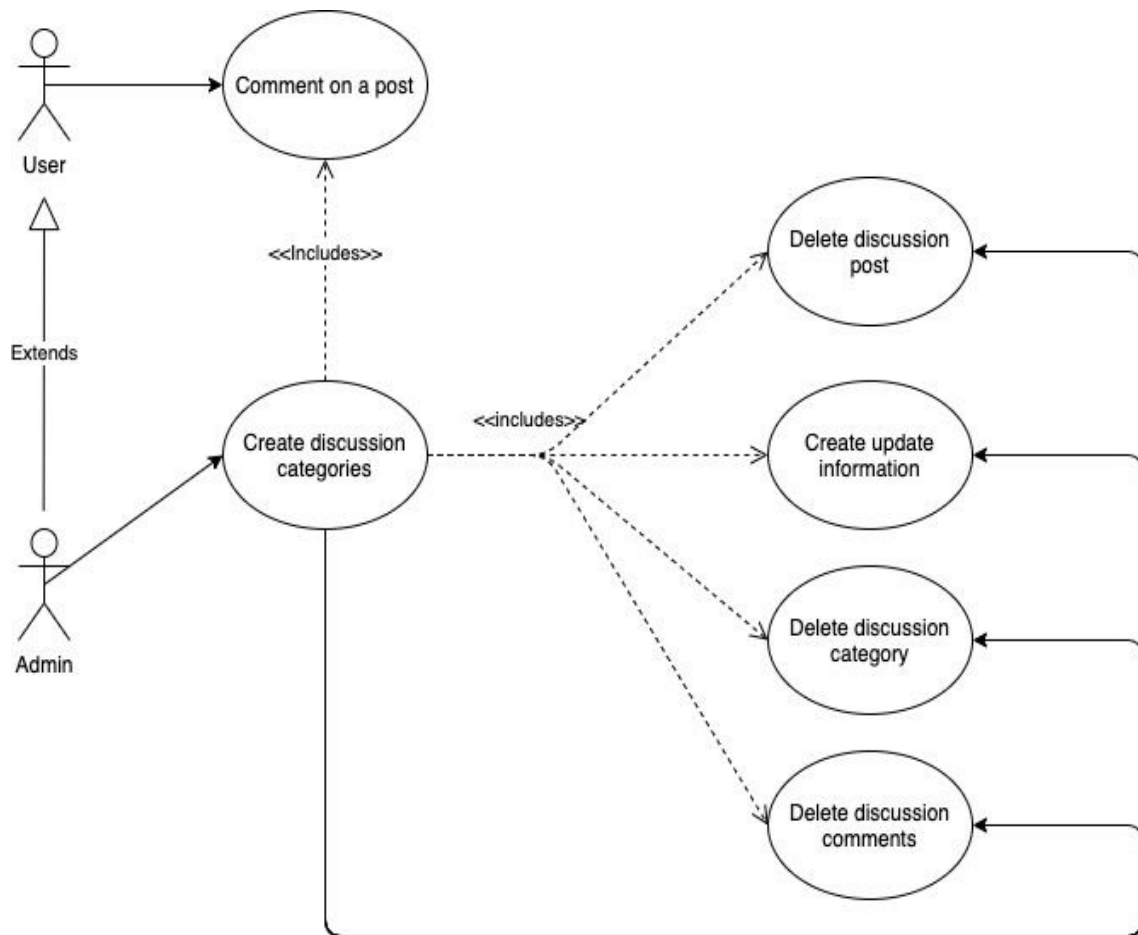 Comment on a post
User
<<Includes>>
Delete discussion
post
Extends
<<includes>>
Create discussion
categories
Create update
information
Admin
Delete discussion
category
Delete discussion
comments